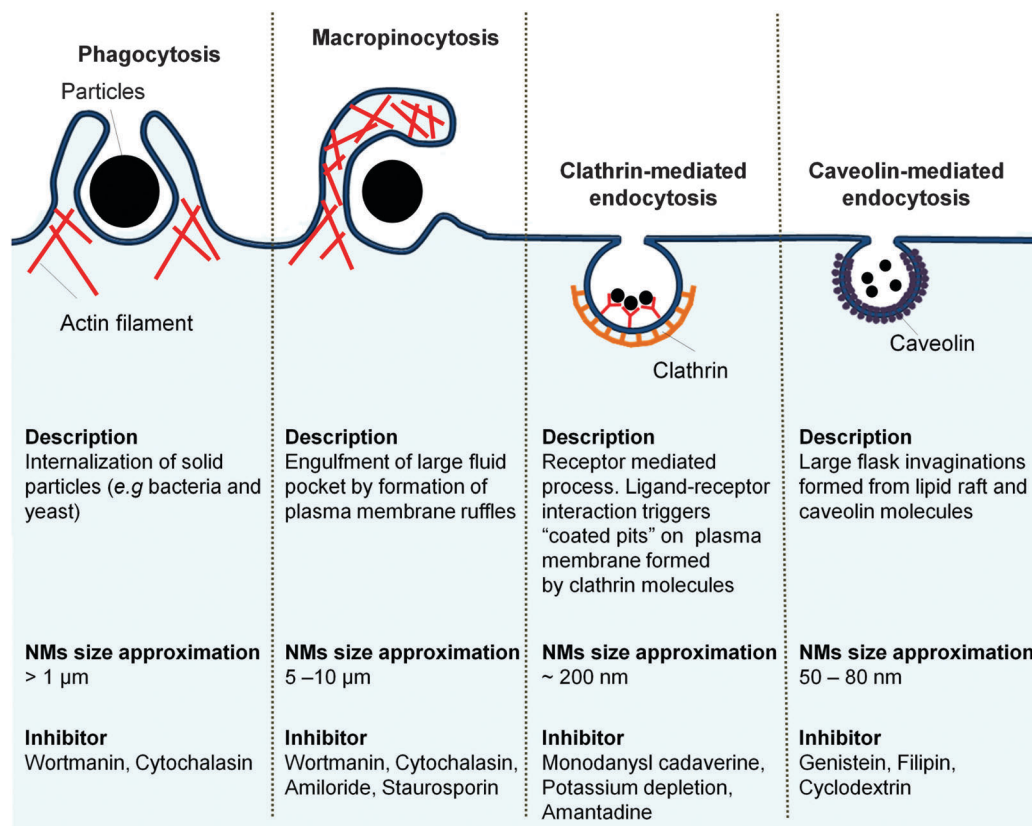 Phagocytosis
Particles
Actin filament
Description
Internalization of solid
particles (e.g bacteria and
yeast)
NMs size approximation
> 1 µm
Inhibitor
Wortmanin, Cytochalasin
Macropinocytosis
Description
Engulfment of large fluid
pocket by formation of
plasma membrane ruffles
NMs size approximation
5 –10 µm
Inhibitor
Wortmanin, Cytochalasin,
Amiloride, Staurosporin
Clathrin-mediated
endocytosis
Clathrin
Description
Receptor mediated
process. Ligand-receptor
interaction triggers
“coated pits” on plasma
membrane formed
by clathrin molecules
NMs size approximation
~ 200 nm
Inhibitor
Monodanysl cadaverine,
Potassium depletion,
Amantadine
Caveolin-mediated
endocytosis
Caveolin
Description
Large flask invaginations
formed from lipid raft and
caveolin molecules
NMs size approximation
50 – 80 nm
Inhibitor
Genistein, Filipin,
Cyclodextrin